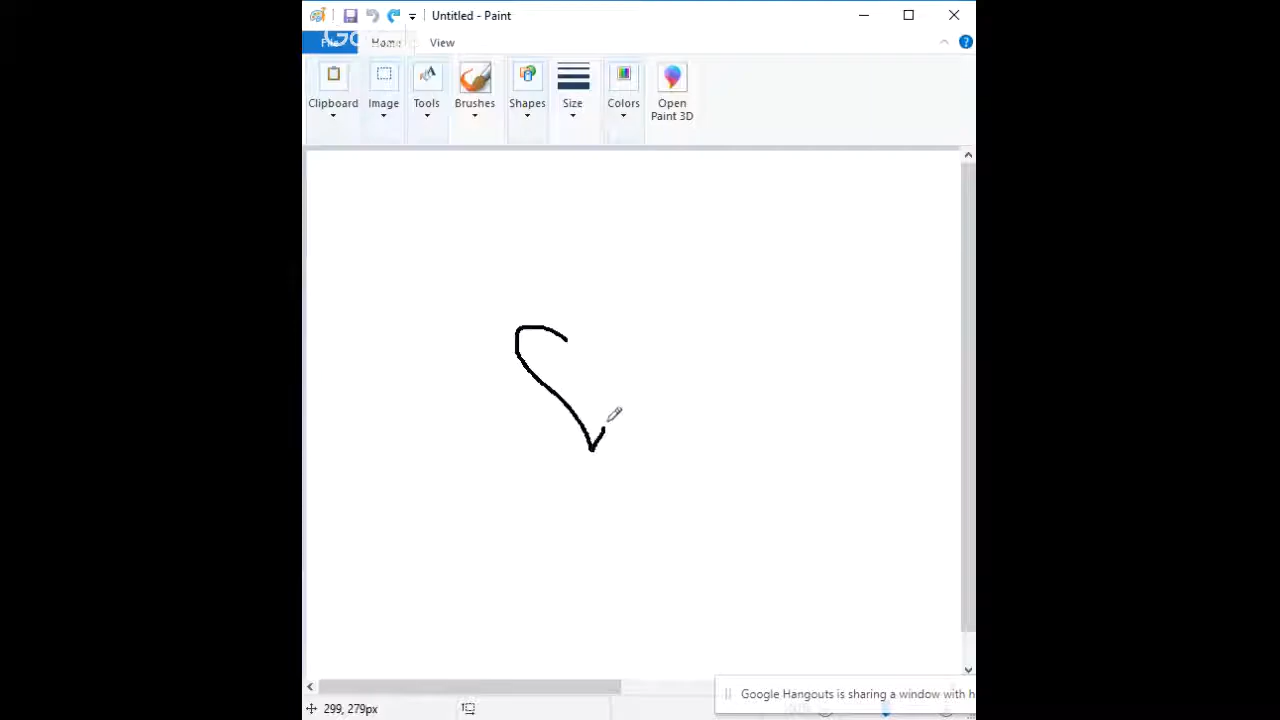 Untitled - Paint
File Home View
Clipboard Image Tools Brushes Shapes Size Colors Open Paint 3D
Google Hangouts is sharing a window with h
299, 279px